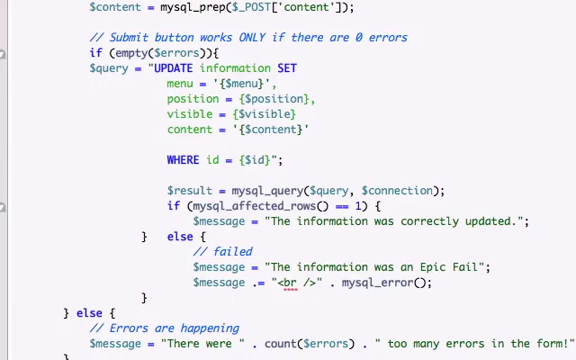 $content = mysql_prep($_POST['content']);
// Submit button works ONLY if there are 0 errors
if (empty($errors)){
$query = "UPDATE information SET
menu = '{$menu}',
position = {$position},
visible = {$visible}
content = '{$content}'
WHERE id = {$id}";
$result = mysql_query($query, $connection);
if (mysql_affected_rows() == 1) {
$message = "The information was correctly updated.";
} else {
// failed
$message = "The information was an Epic Fail";
$message .= "<br />" . mysql_error();
}
} else {
// Errors are happening
$message = "There were " . count($errors) . " too many errors in the form!"
}